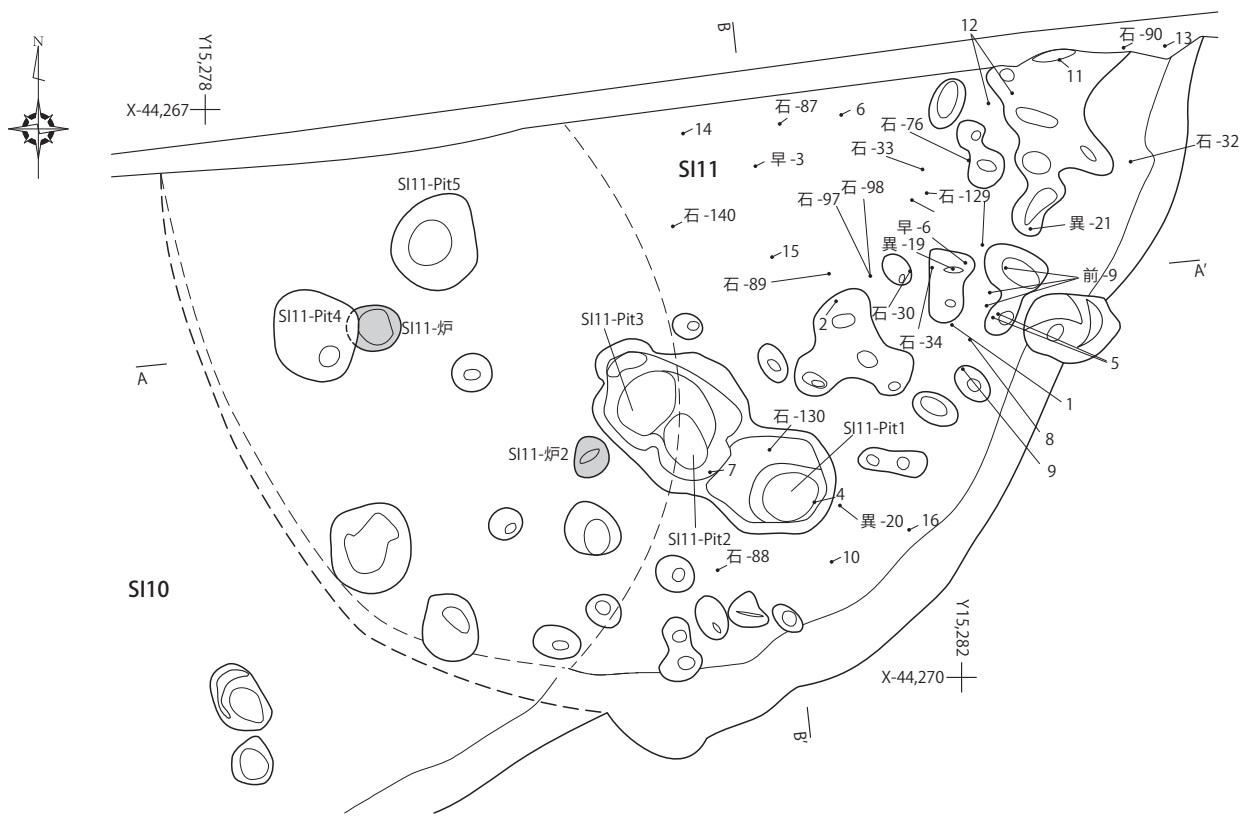 N
Y15,278
X-44,267
B
12
石 -90
13
11
石 -87
6
石 -76
14
石 -32
石 -33
早 -3
SI11
SI11-Pit5
石 -98
石 -97
石 -129
石 -140
異 -21
早 -6
異 -19
15
A'
前 -9
石 -89
SI11-Pit4
SI11-炉
SI11-Pit3
2
石 -30
石 -34
5
A
1
石 -130
SI11-Pit1
8
SI11-炉2
7
9
4
異 -20
16
SI11-Pit2
石 -88
10
SI10
Y15,282
X-44,270
B'